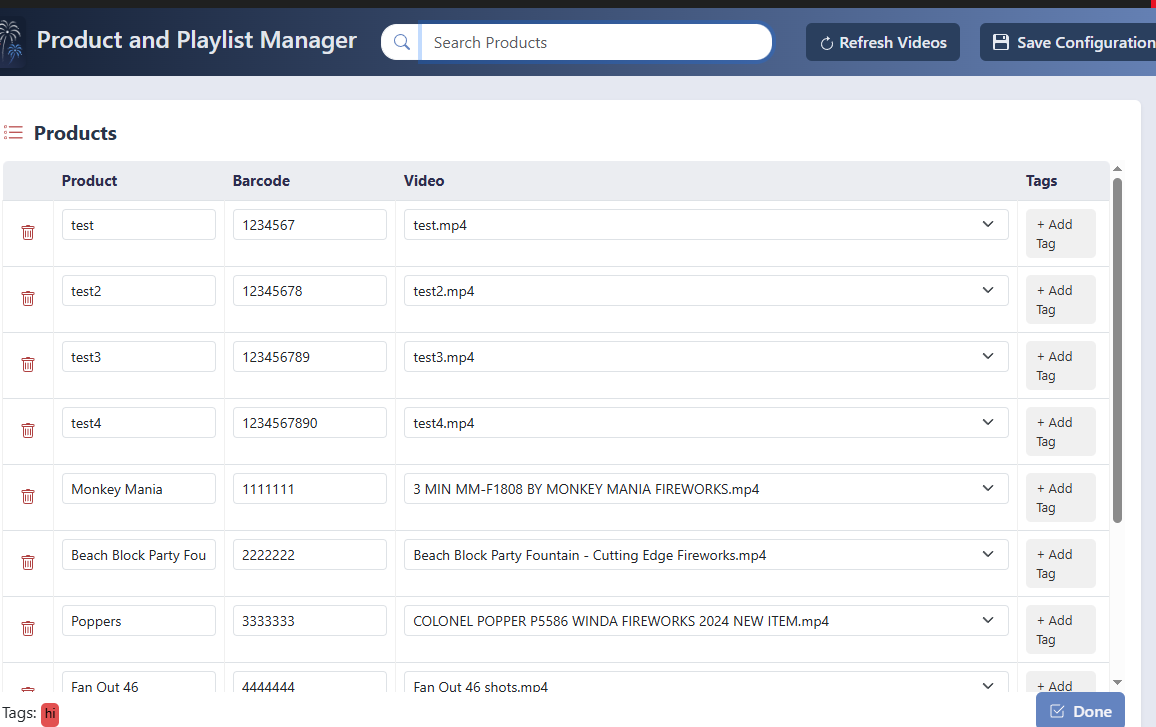 Product and Playlist Manager
Search Products
Refresh Videos
Save Configuration
Products
Product Barcode Video Tags
test 1234567 test.mp4 + Add
Tag
test2 12345678 test2.mp4 + Add
Tag
test3 123456789 test3.mp4 + Add
Tag
test4 1234567890 test4.mp4 + Add
Tag
Monkey Mania 1111111 3 MIN MM-F1808 BY MONKEY MANIA FIREWORKS.mp4 + Add
Tag
Beach Block Party Fou 2222222 Beach Block Party Fountain - Cutting Edge Fireworks.mp4 + Add
Tag
Poppers 3333333 COLONEL POPPER P5586 WINDA FIREWORKS 2024 NEW ITEM.mp4 + Add
Tag
Fan Out 46 4444444 Fan Out 46 shots.mp4 + Add
Tags: hi
Done